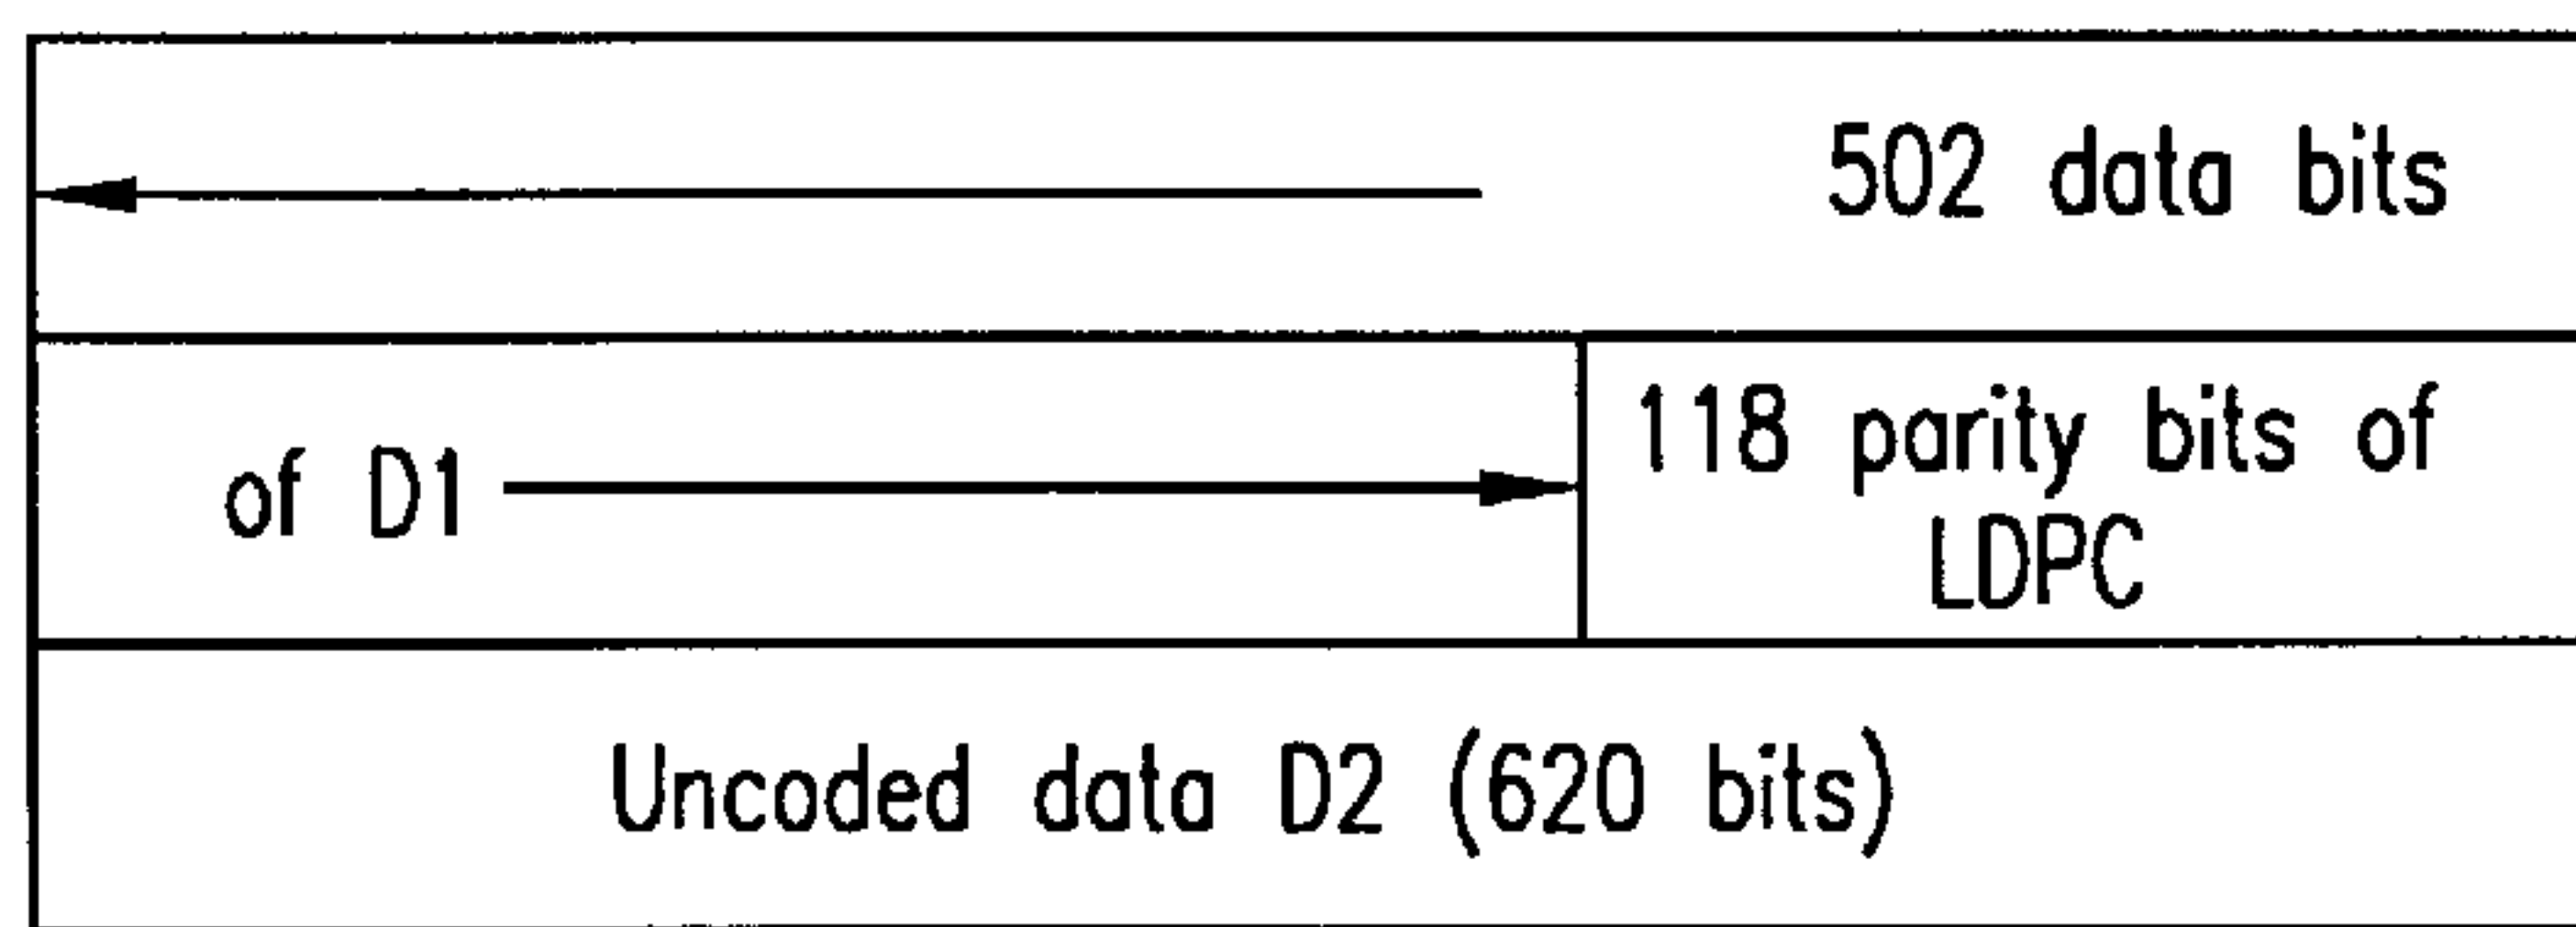 502 data bits
of D1
118 parity bits of
LDPC
Uncoded data D2 (620 bits)